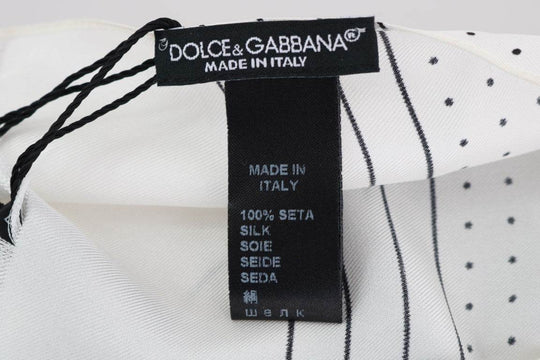 DOLCE&GABBANA®
MADE IN ITALY
MADE IN
ITALY
100% SETA
SILK
SOIE
SEIDE
SEDA
絹
шелк